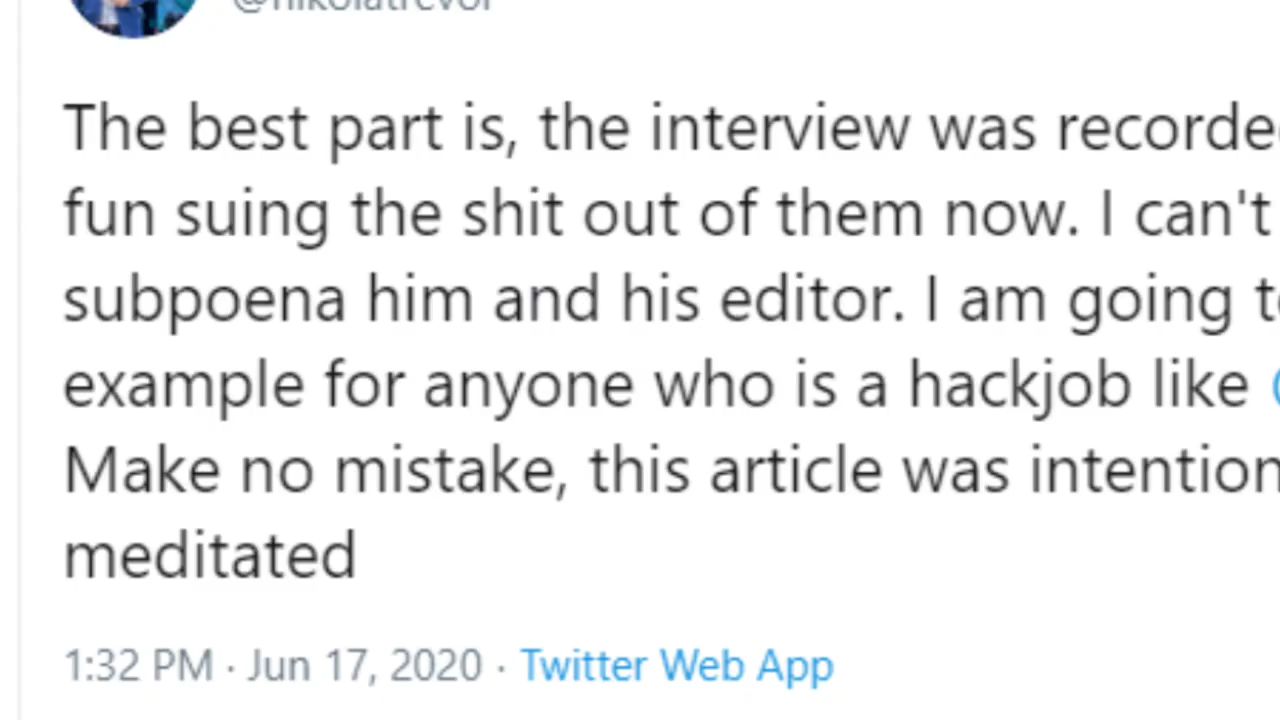 @nikolatrevor
The best part is, the interview was recorde
fun suing the shit out of them now. I can't
subpoena him and his editor. I am going t
example for anyone who is a hackjob like
Make no mistake, this article was intention
meditated
1:32 PM · Jun 17, 2020 · Twitter Web App